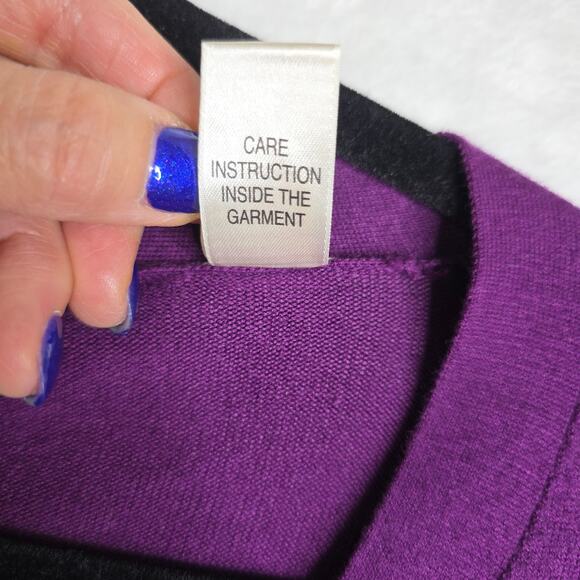 CARE
INSTRUCTION
INSIDE THE
GARMENT